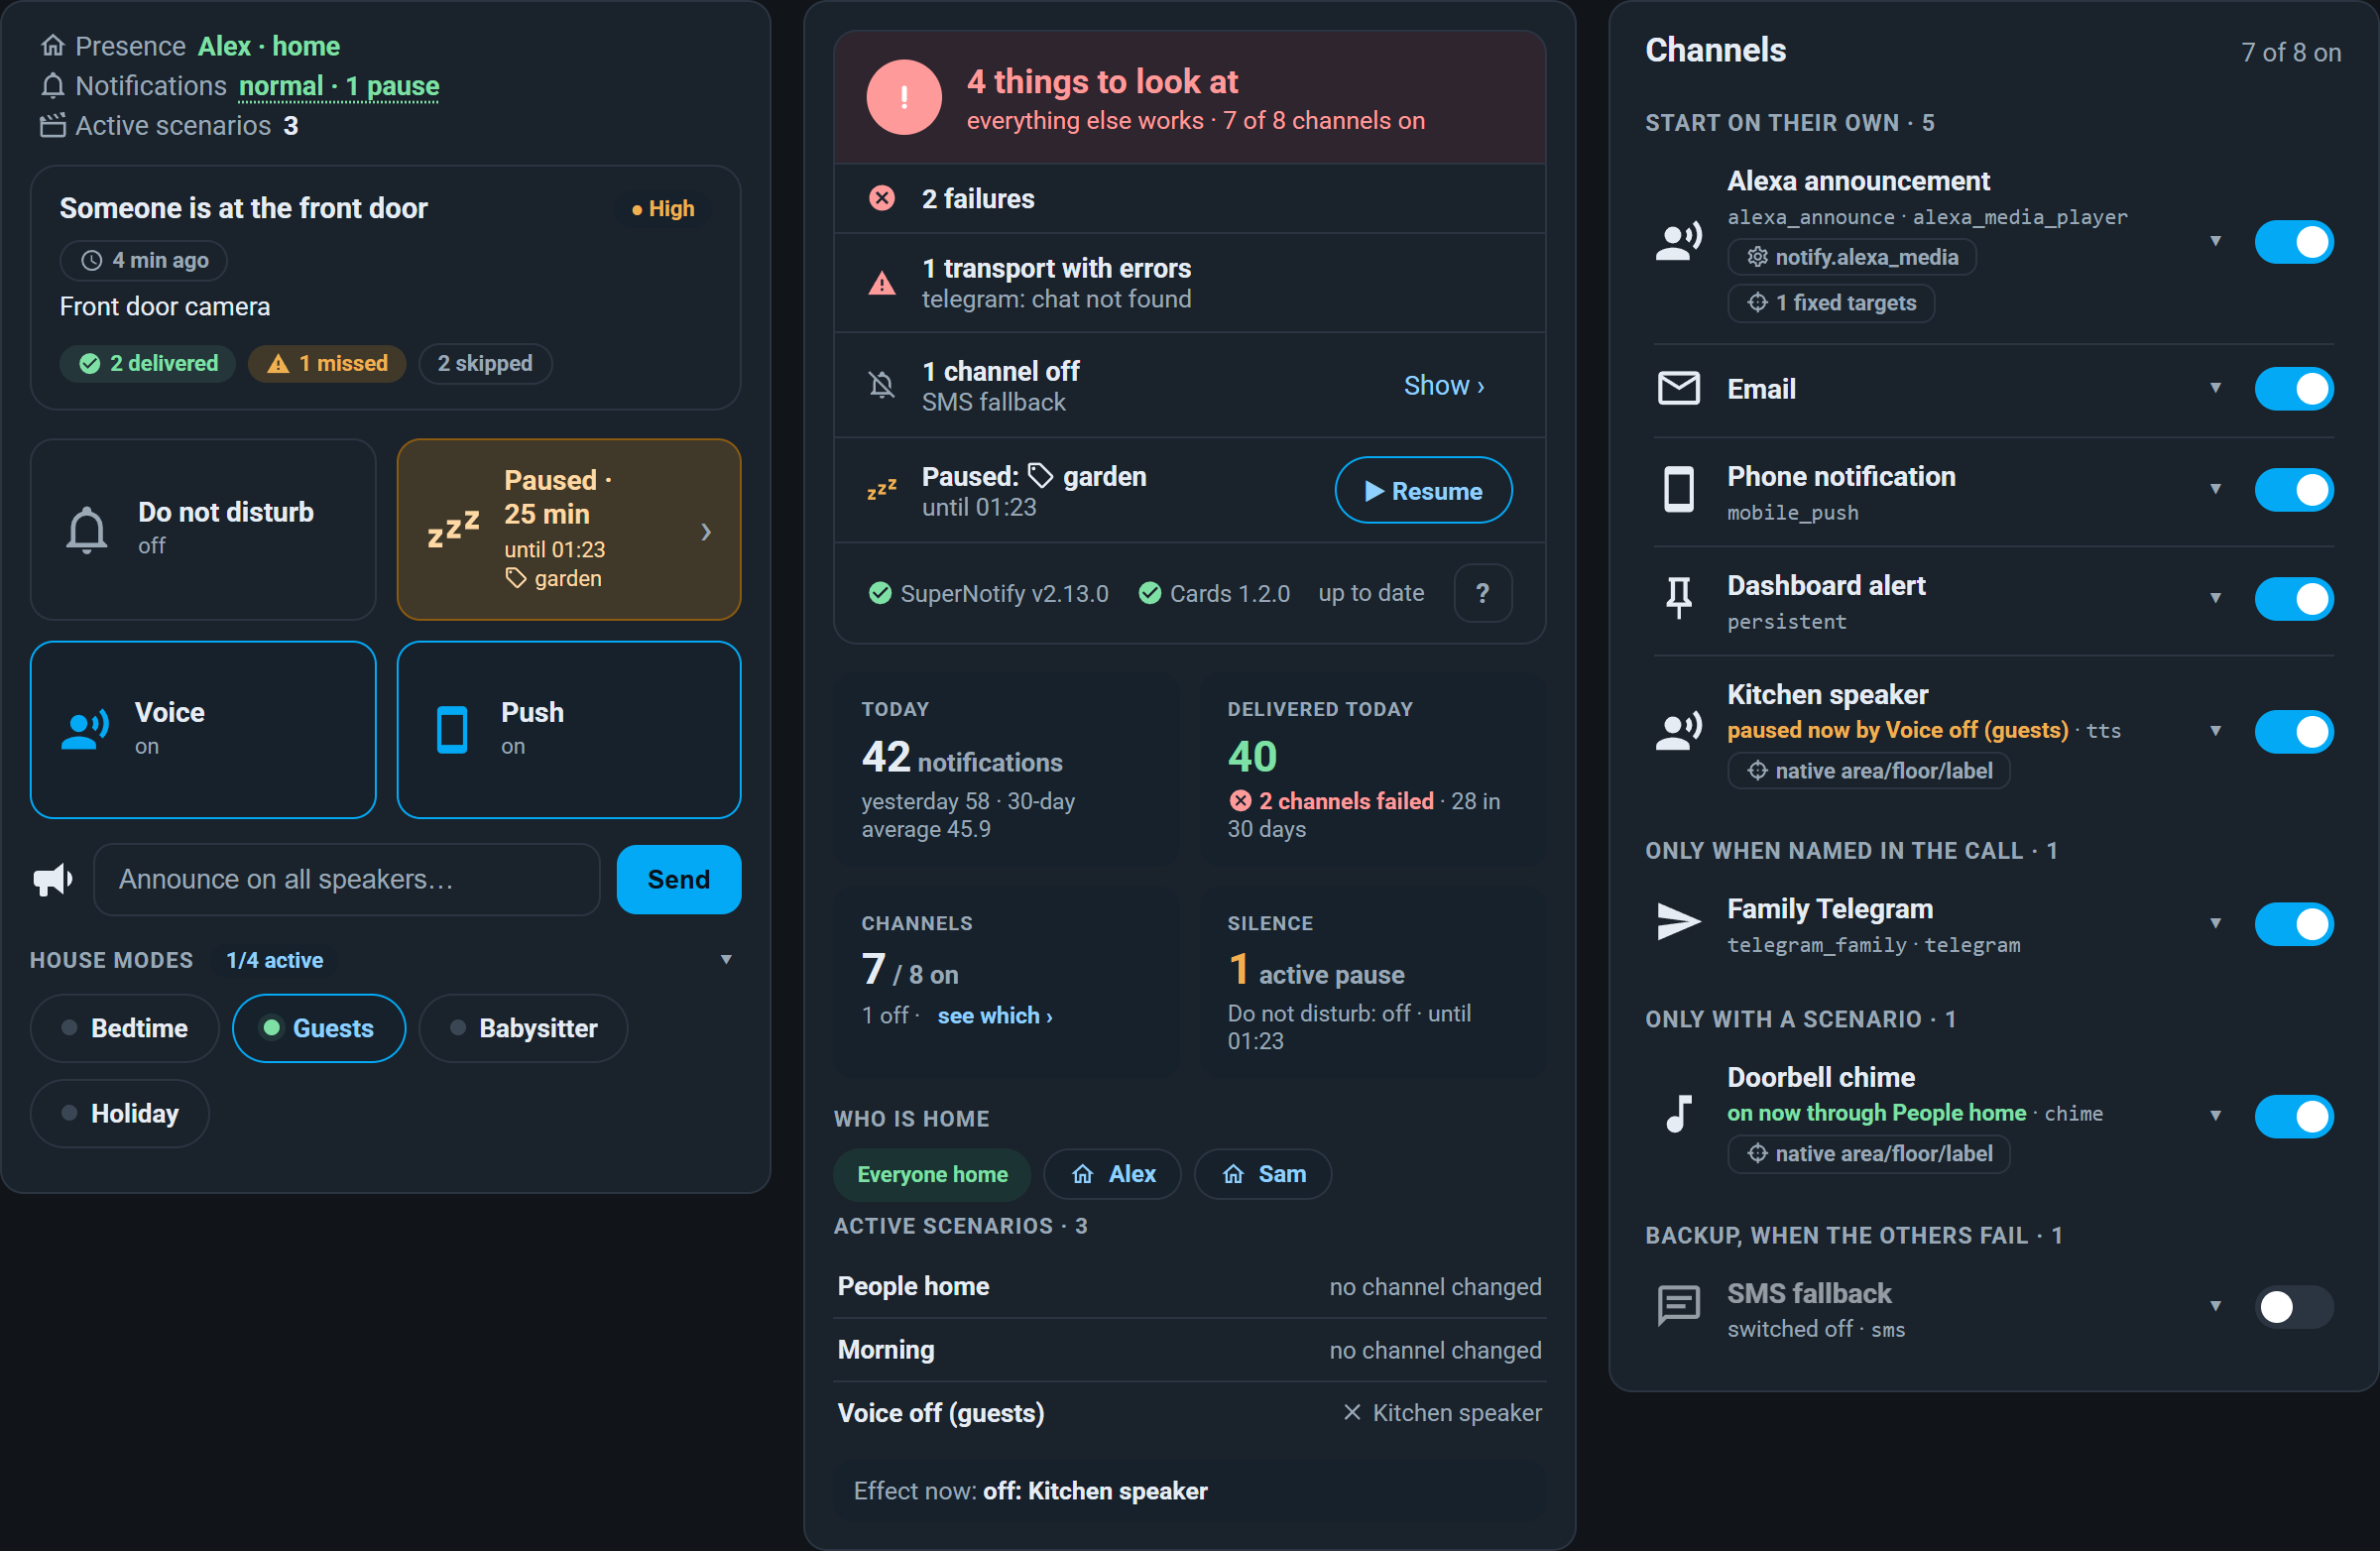 Presence Alex · home
Notifications normal · 1 pause
Active scenarios 3
Someone is at the front door
● High
4 min ago
Front door camera
2 delivered
1 missed
2 skipped
Do not disturb
off
Paused ·
25 min
until 01:23
garden
›
Voice
on
Push
on
Announce on all speakers...
Send
HOUSE MODES 1/4 active
Bedtime
Guests
Babysitter
Holiday
!
4 things to look at
everything else works · 7 of 8 channels on
2 failures
1 transport with errors
telegram: chat not found
1 channel off
SMS fallback
Show ›
zzz
Paused: garden
until 01:23
Resume
SuperNotify v2.13.0
Cards 1.2.0
up to date
?
TODAY
42 notifications
yesterday 58 · 30-day
average 45.9
DELIVERED TODAY
40
2 channels failed · 28 in
30 days
CHANNELS
7 / 8 on
1 off · see which ›
SILENCE
1 active pause
Do not disturb: off · until
01:23
WHO IS HOME
Everyone home
Alex
Sam
ACTIVE SCENARIOS · 3
People home
no channel changed
Morning
no channel changed
Voice off (guests)
Kitchen speaker
Effect now: off: Kitchen speaker
Channels
7 of 8 on
START ON THEIR OWN · 5
Alexa announcement
alexa_announce · alexa_media_player
notify.alexa_media
1 fixed targets
Email
Phone notification
mobile_push
Dashboard alert
persistent
Kitchen speaker
paused now by Voice off (guests) · tts
native area/floor/label
ONLY WHEN NAMED IN THE CALL · 1
Family Telegram
telegram_family · telegram
ONLY WITH A SCENARIO · 1
Doorbell chime
on now through People home · chime
native area/floor/label
BACKUP, WHEN THE OTHERS FAIL · 1
SMS fallback
switched off · sms